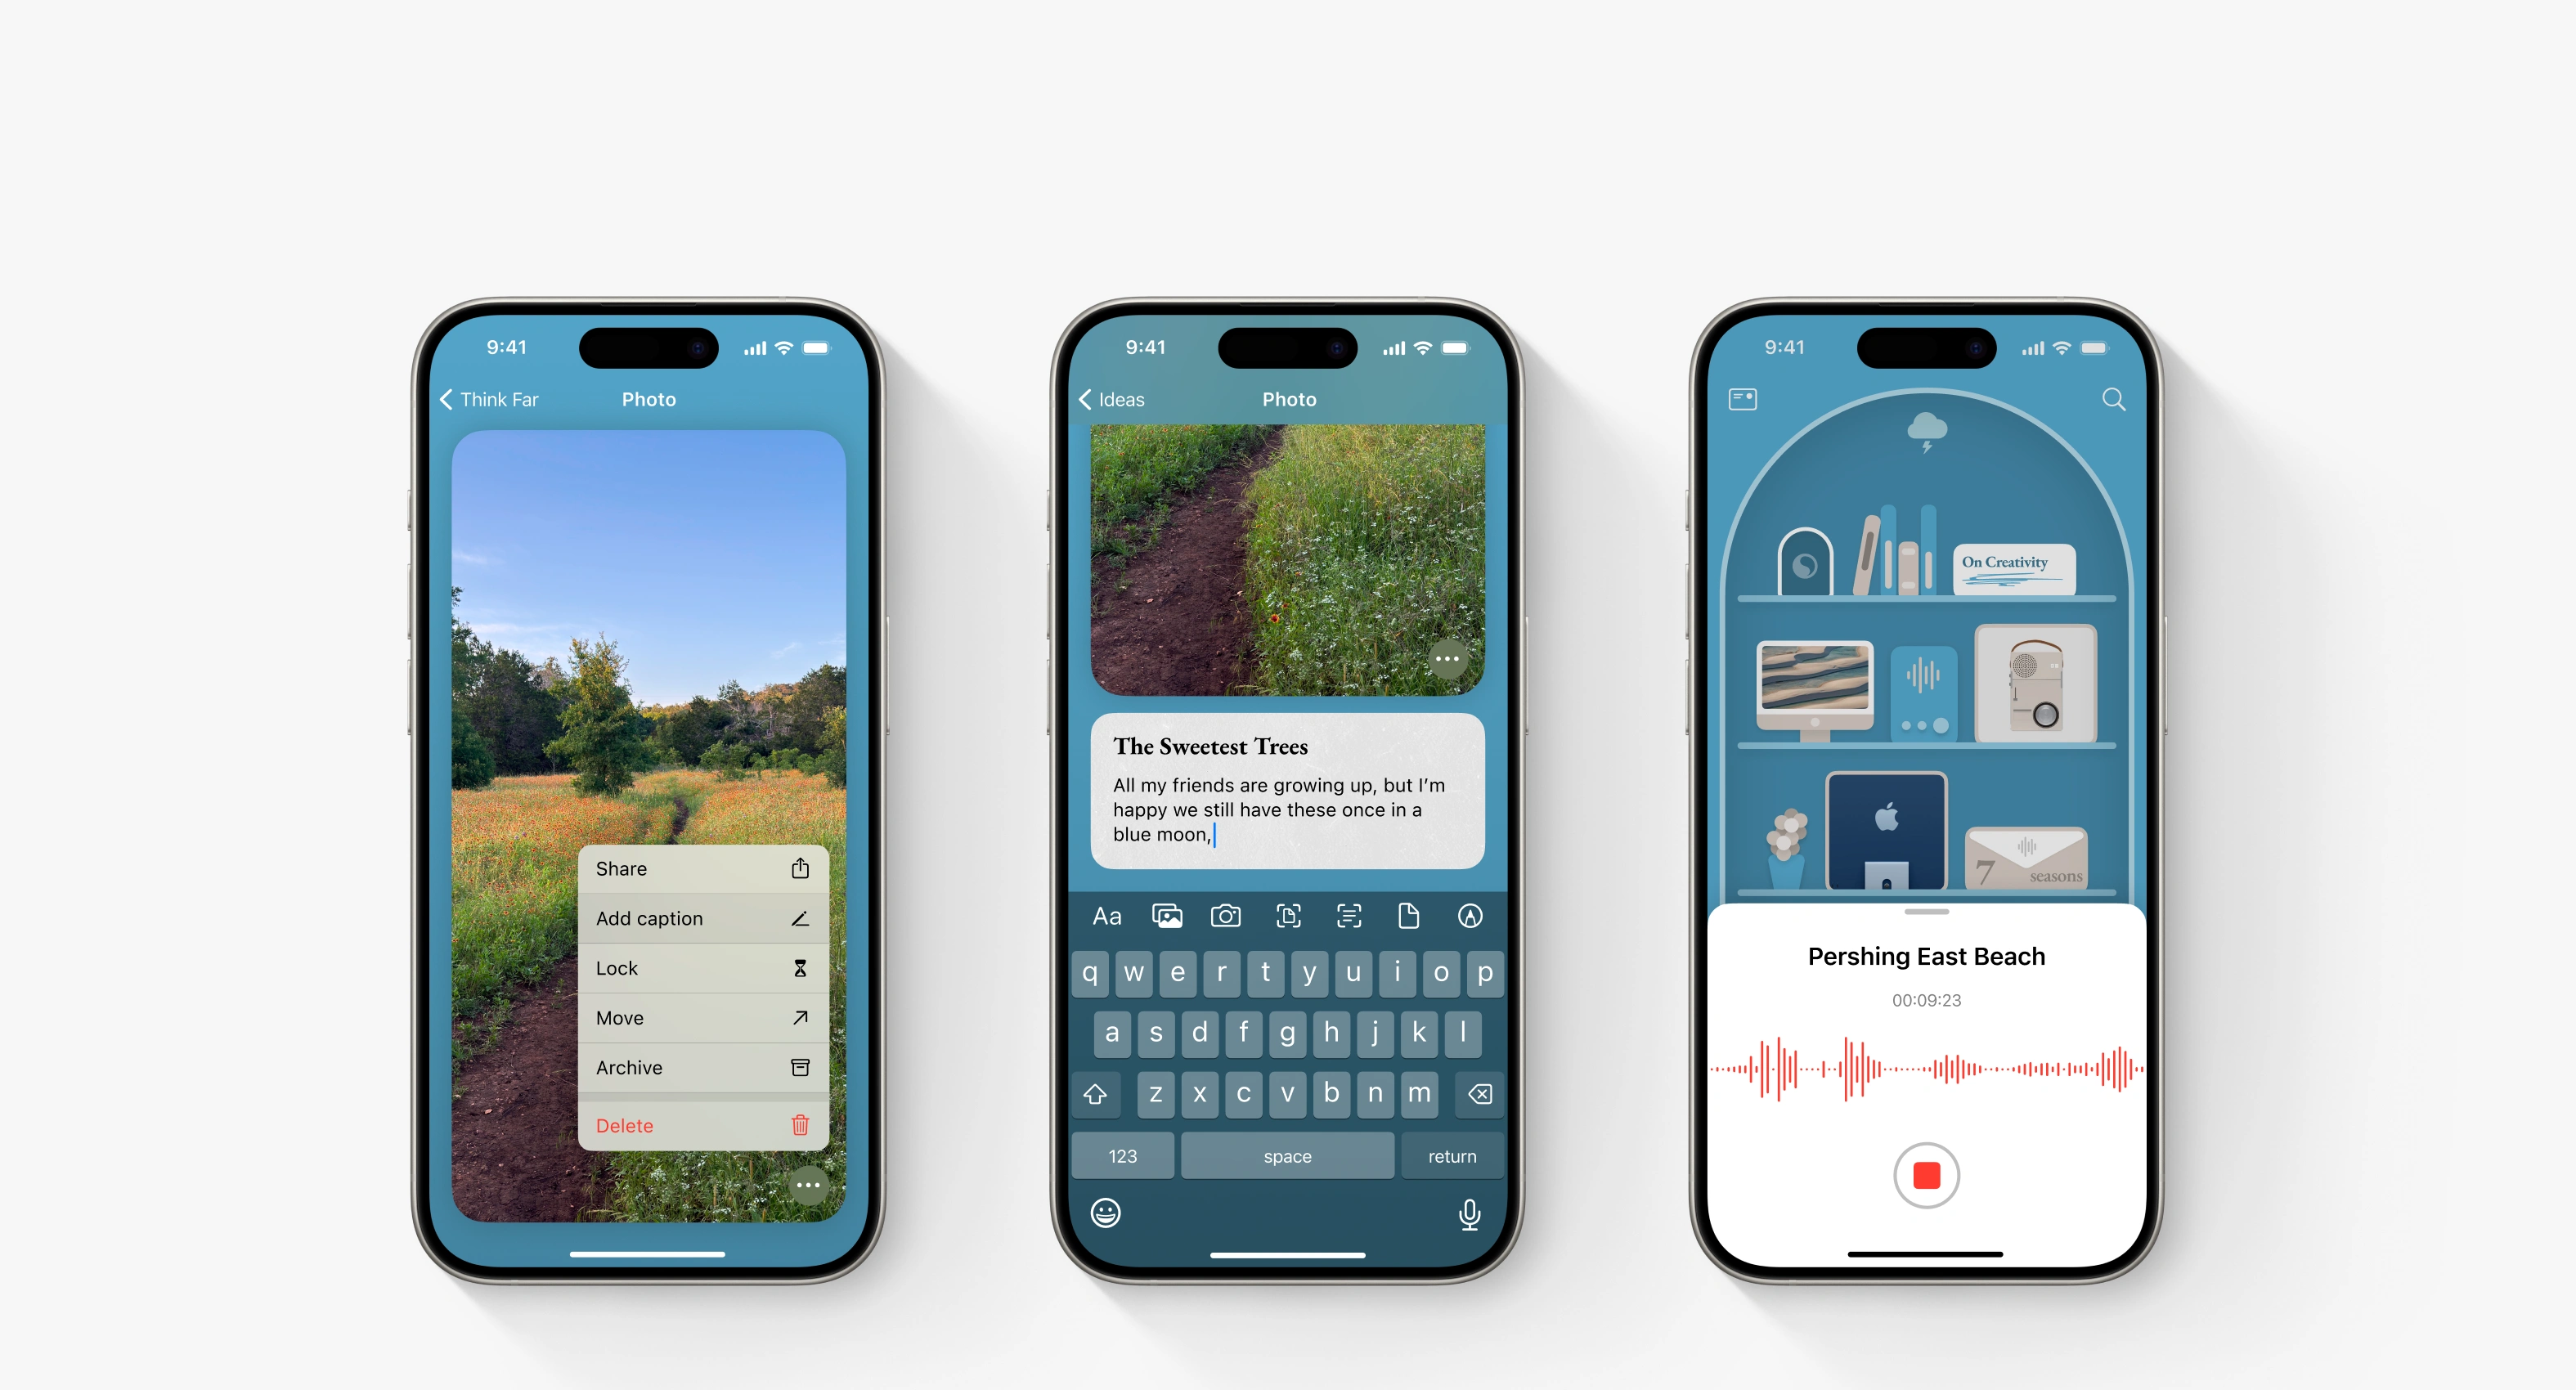 9:41
Think Far
Photo
Share
Add caption
Lock
Move
Archive
Delete
9:41
Ideas
Photo
The Sweetest Trees
All my friends are growing up, but I’m
happy we still have these once in a
blue moon,
Aa
q w e r t y u i o p
a s d f g h j k l
z x c v b n m
123 space return
9:41
On Creativity
7 seasons
Pershing East Beach
00:09:23